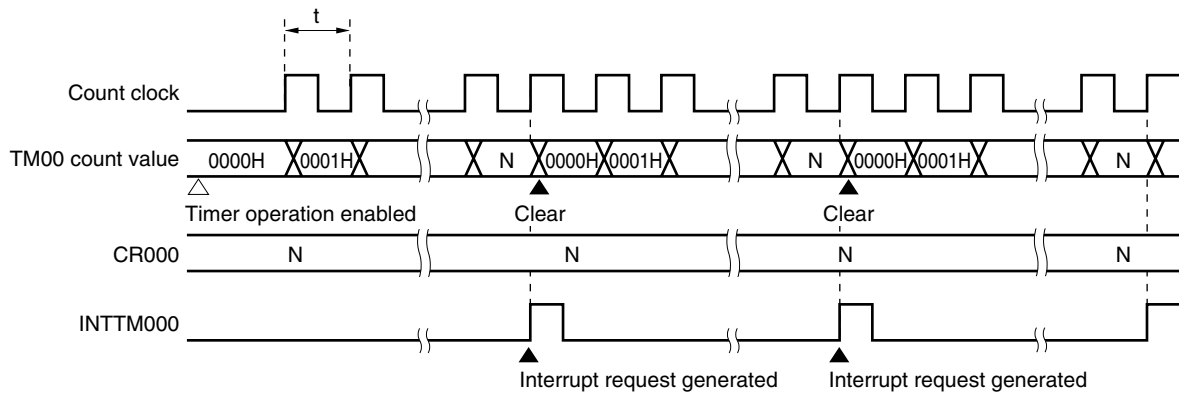 t
Count clock
TM00 count value
0000H 0001H N 0000H 0001H N 0000H 0001H N
Timer operation enabled Clear Clear
CR000 N N N N
INTTM000
Interrupt request generated Interrupt request generated